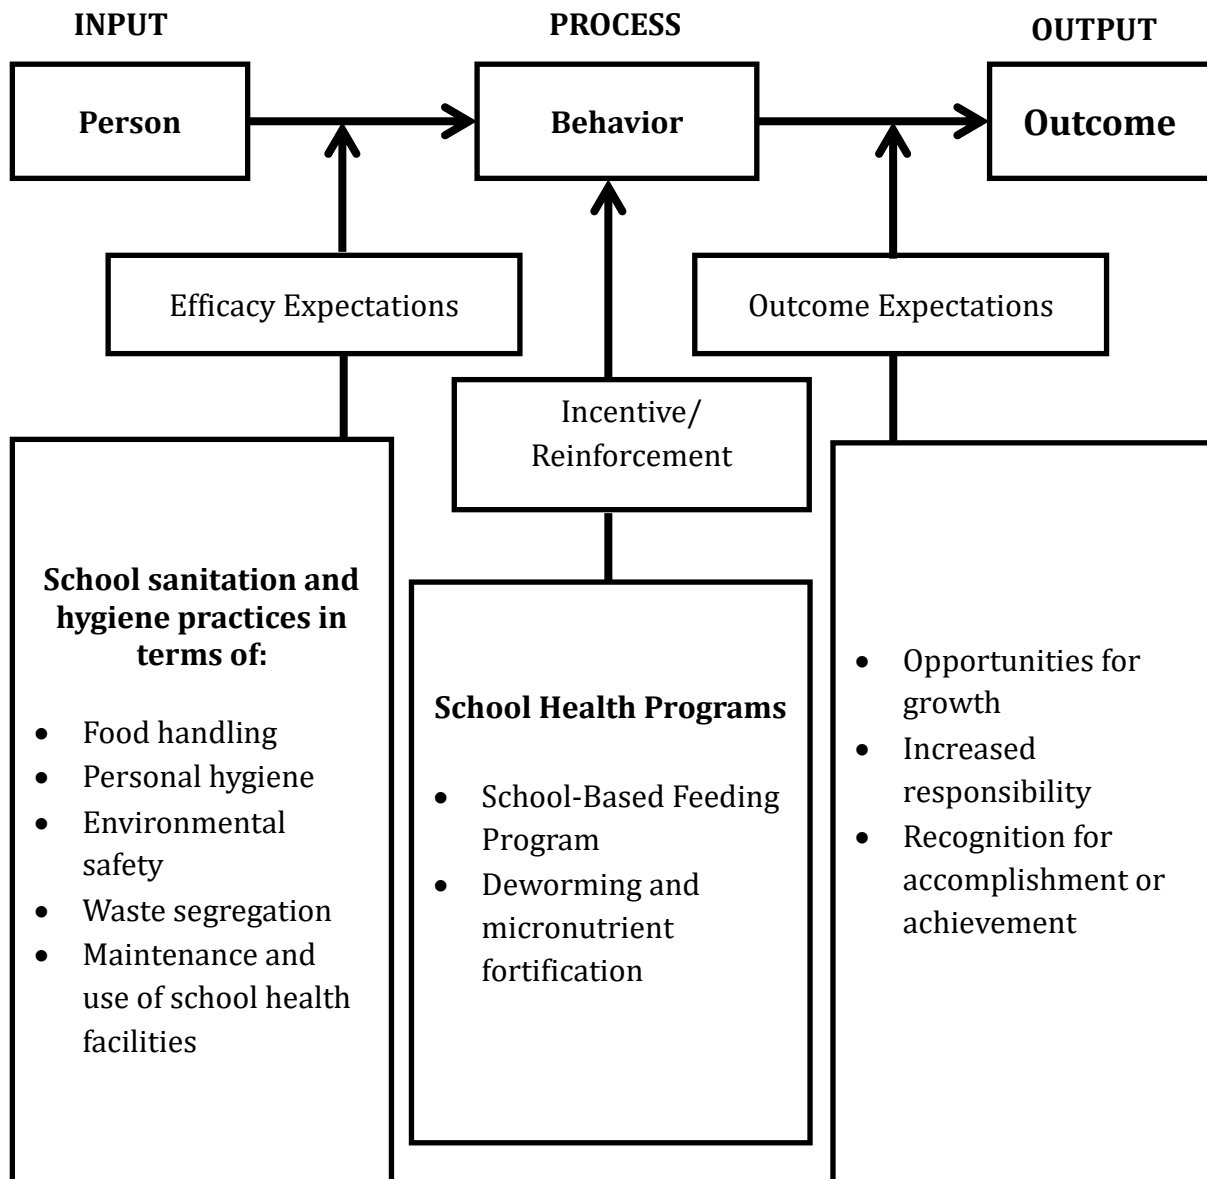 INPUT
PROCESS
OUTPUT
Person
Behavior
Outcome
Efficacy Expectations
Outcome Expectations
Incentive/
Reinforcement
School sanitation and
hygiene practices in
terms of:
• Food handling
• Personal hygiene
• Environmental
safety
• Waste segregation
• Maintenance and
use of school health
facilities
School Health Programs
• School-Based Feeding
Program
• Deworming and
micronutrient
fortification
• Opportunities for
growth
• Increased
responsibility
• Recognition for
accomplishment or
achievement